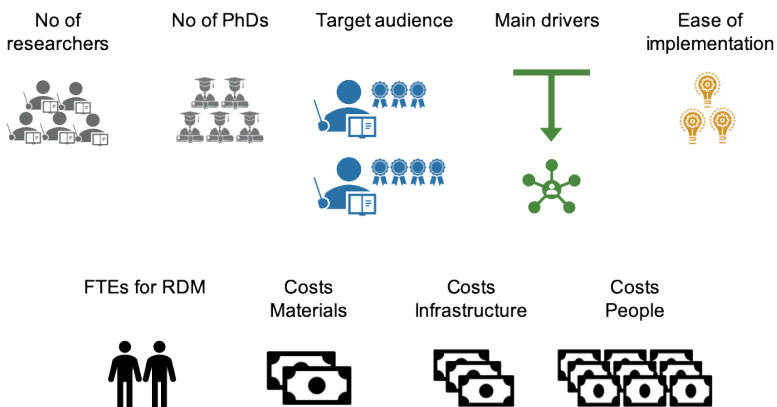 No of
researchers
No of PhDs
Target audience
Main drivers
Ease of
implementation
FTEs for RDM
Costs
Materials
Costs
Infrastructure
Costs
People